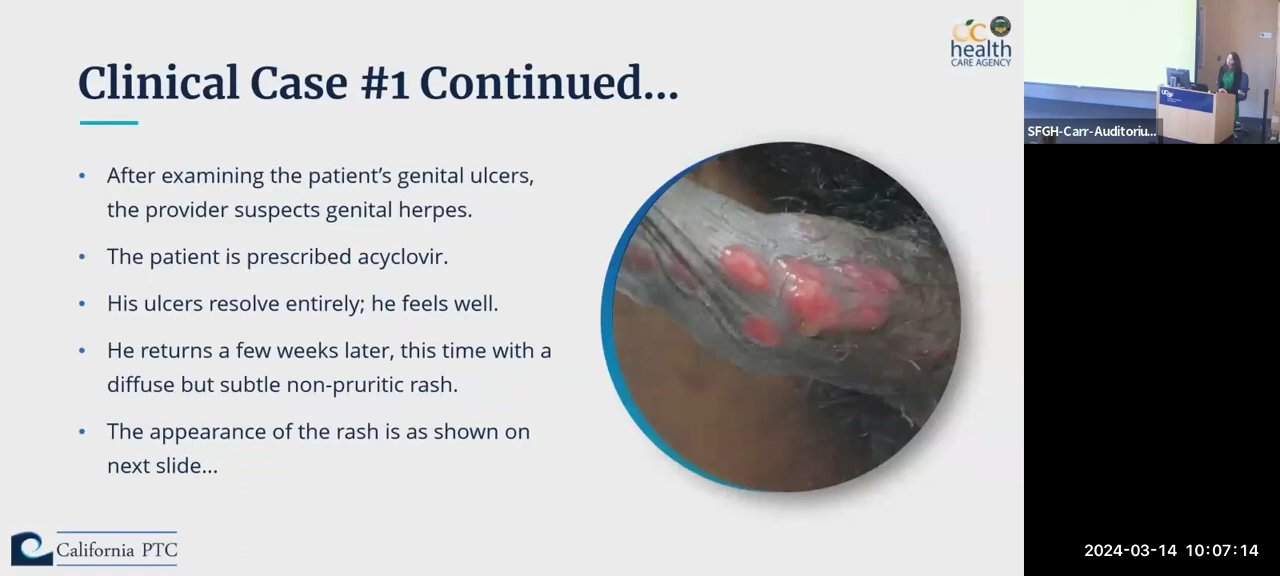 health
CARE AGENCY
Clinical Case #1 Continued...
• After examining the patient's genital ulcers,
the provider suspects genital herpes.
• The patient is prescribed acyclovir.
• His ulcers resolve entirely; he feels well.
• He returns a few weeks later, this time with a
diffuse but subtle non-pruritic rash.
• The appearance of the rash is as shown on
next slide...
California PTC
UCSF
SFGH-Carr-Auditoriu...
2024-03-14 10:07:14